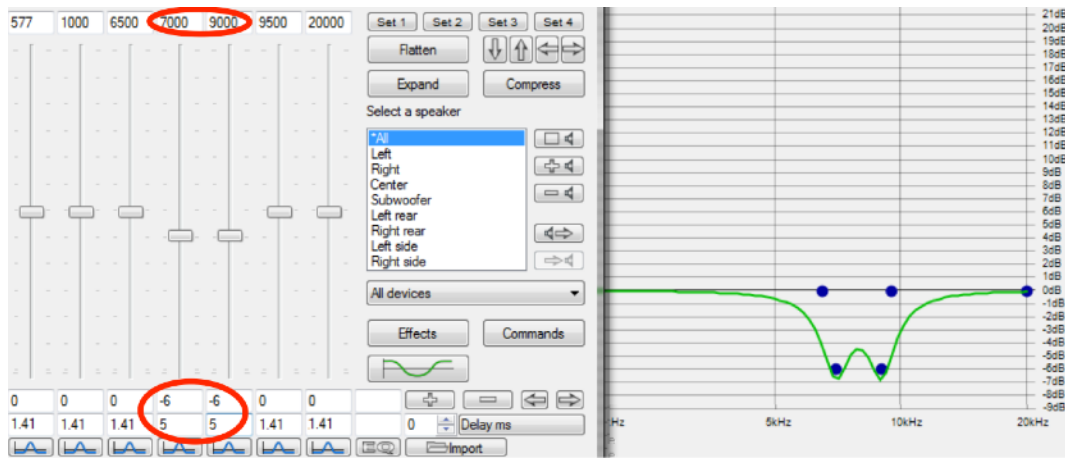 577 1000 6500 7000 9000 9500 20000
Set 1 Set 2 Set 3 Set 4
Flatten
Expand Compress
Select a speaker
*All
Left
Right
Center
Subwoofer
Left rear
Right rear
Left side
Right side
All devices
Effects Commands
0 0 0 -6 -6 0 0
1.41 1.41 1.41 5 5 1.41 1.41 0 Delay ms
EQ Import
21dB
20dB
19dB
18dB
17dB
16dB
15dB
14dB
13dB
12dB
11dB
10dB
9dB
8dB
7dB
6dB
5dB
4dB
3dB
2dB
1dB
0dB
-1dB
-2dB
-3dB
-4dB
-5dB
-6dB
-7dB
-8dB
-9dB
5kHz 10kHz 20kHz